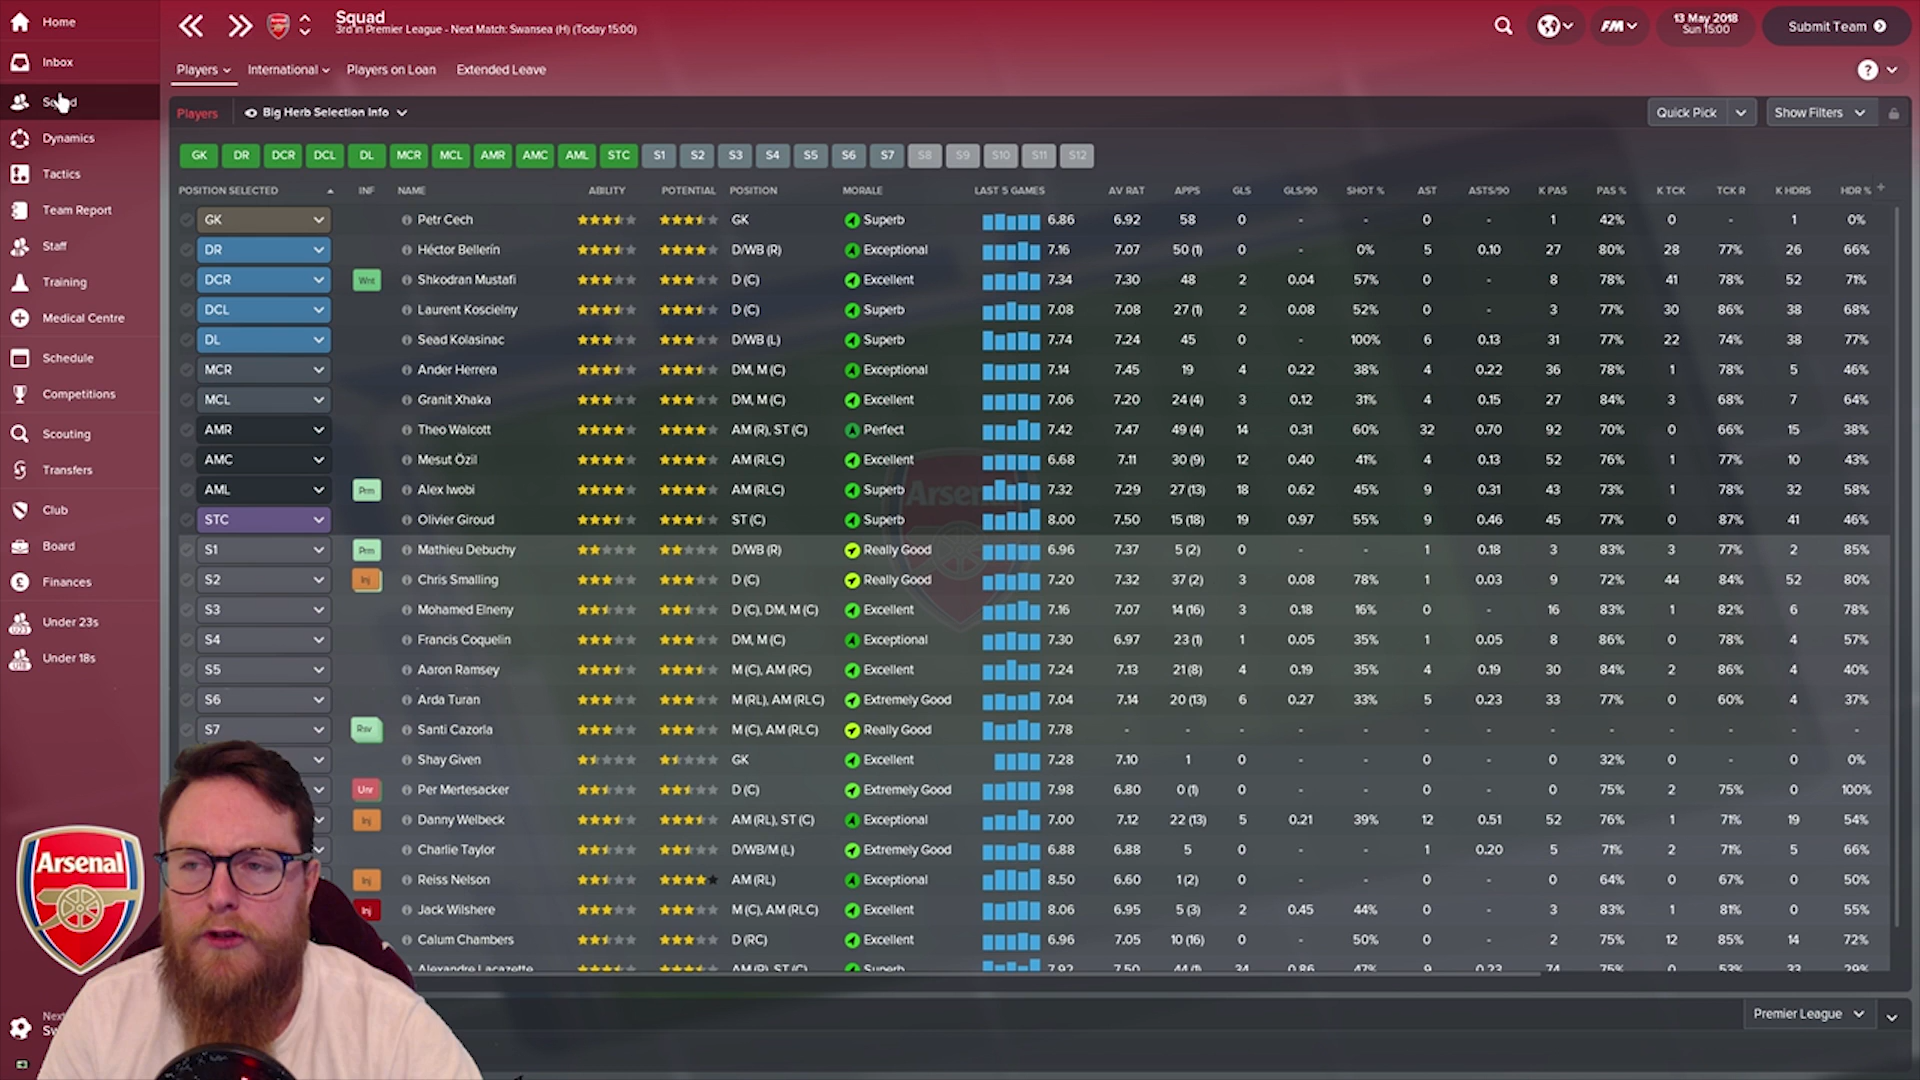 Home
Inbox
Squad
Dynamics
Tactics
Team Report
Staff
Training
Medical Centre
Schedule
Competitions
Scouting
Transfers
Club
Board
Finances
Under 23s
Under 18s
Squad
3rd in Premier League - Next Match: Swansea (H) (Today 15:00)
FM
13 May 2018
Sun 15:00
Submit Team
Players International Players on Loan Extended Leave
Players Big Herb Selection Info Quick Pick Show Filters
GK DR DCR DCL DL MCR MCL AMR AMC AML STC S1 S2 S3 S4 S5 S6 S7 S8 S9 S10 S11 S12
POSITION SELECTED INF NAME ABILITY POTENTIAL POSITION MORALE LAST 5 GAMES AV RAT APPS GLS GLS/90 SHOT % AST ASTS/90 K PAS PAS % K TCK TCK R K HDRS HDR %
GK Petr Cech GK Superb 6.86 6.92 58 0 - - 0 - 1 42% 0 - 1 0%
DR Héctor Bellerín D/WB (R) Exceptional 7.16 7.07 50 (1) 0 - 0% 5 0.10 27 80% 28 77% 26 66%
DCR Wnt Shkodran Mustafi D (C) Excellent 7.34 7.30 48 2 0.04 57% 0 - 8 78% 41 78% 52 71%
DCL Laurent Koscielny D (C) Superb 7.08 7.08 27 (1) 2 0.08 52% 0 - 3 77% 30 86% 38 68%
DL Sead Kolasinac D/WB (L) Superb 7.74 7.24 45 0 - 100% 6 0.13 31 77% 22 74% 38 77%
MCR Ander Herrera DM, M (C) Exceptional 7.14 7.45 19 4 0.22 38% 4 0.22 36 78% 1 78% 5 46%
MCL Granit Xhaka DM, M (C) Excellent 7.06 7.20 24 (4) 3 0.12 31% 4 0.15 27 84% 3 68% 7 64%
AMR Theo Walcott AM (R), ST (C) Perfect 7.42 7.47 49 (4) 14 0.31 60% 32 0.70 92 70% 0 66% 15 38%
AMC Mesut Özil AM (RLC) Excellent 6.68 7.11 30 (9) 12 0.40 41% 4 0.13 52 76% 1 77% 10 43%
AML Prm Alex Iwobi AM (RLC) Superb 7.32 7.29 27 (13) 18 0.62 45% 9 0.31 43 73% 1 78% 32 58%
STC Olivier Giroud ST (C) Superb 8.00 7.50 15 (18) 19 0.97 55% 9 0.46 45 77% 0 87% 41 46%
S1 Prm Mathieu Debuchy D/WB (R) Really Good 6.96 7.37 5 (2) 0 - - 1 0.18 3 83% 3 77% 2 85%
S2 Inj Chris Smalling D (C) Really Good 7.20 7.32 37 (2) 3 0.08 78% 1 0.03 9 72% 44 84% 52 80%
S3 Mohamed Elneny D (C), DM, M (C) Excellent 7.16 7.07 14 (16) 3 0.18 16% 0 - 16 83% 1 82% 6 78%
S4 Francis Coquelin DM, M (C) Exceptional 7.30 6.97 23 (1) 1 0.05 35% 1 0.05 8 86% 0 78% 4 57%
S5 Aaron Ramsey M (C), AM (RC) Excellent 7.24 7.13 21 (8) 4 0.19 35% 4 0.19 30 84% 2 86% 4 40%
S6 Arda Turan M (RL), AM (RLC) Extremely Good 7.04 7.14 20 (13) 6 0.27 33% 5 0.23 33 77% 0 60% 4 37%
S7 Rsv Santi Cazorla M (C), AM (RLC) Really Good 7.78 - - - - - - - - - - - - -
Shay Given GK Excellent 7.28 7.10 1 0 - - 0 - 0 32% 0 - 0 0%
Unr Per Mertesacker D (C) Extremely Good 7.98 6.80 0 (1) 0 - - 0 - 0 75% 2 75% 0 100%
Inj Danny Welbeck AM (RL), ST (C) Exceptional 7.00 7.12 22 (13) 5 0.21 39% 12 0.51 52 76% 1 71% 19 54%
Charlie Taylor D/WB/M (L) Extremely Good 6.88 6.88 5 0 - - 1 0.20 5 71% 2 71% 5 66%
Inj Reiss Nelson AM (RL) Exceptional 8.50 6.60 1 (2) 0 - - 0 - 0 64% 0 67% 0 50%
Inj Jack Wilshere M (C), AM (RLC) Excellent 8.06 6.95 5 (3) 2 0.45 44% 0 - 3 83% 1 81% 0 55%
Calum Chambers D (RC) Excellent 6.96 7.05 10 (16) 0 - 50% 0 - 2 75% 12 85% 14 72%
Alexandre Lacazette AM (R), ST (C) Superb 7.92 7.50 44 (1) 34 0.86 47% 9 0.23 74 75% 0 53% 33 29%
Arsenal
Arsenal
Premier League